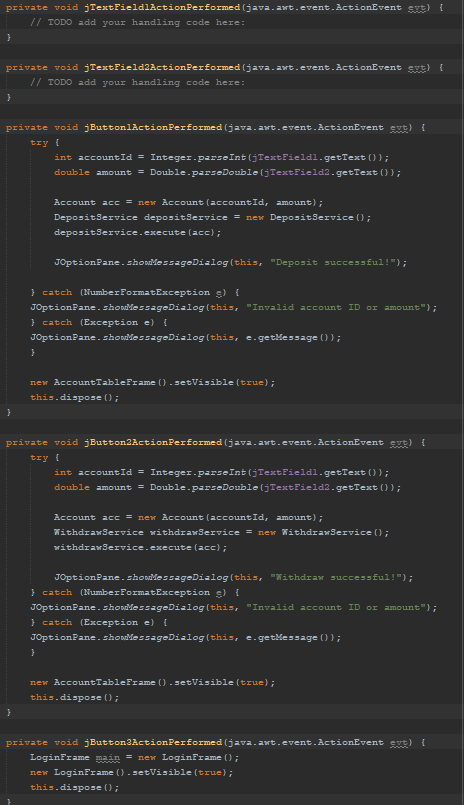 private void jTextField1ActionPerformed(java.awt.event.ActionEvent evt) {
    // TODO add your handling code here:
}

private void jTextField2ActionPerformed(java.awt.event.ActionEvent evt) {
    // TODO add your handling code here:
}

private void jButton1ActionPerformed(java.awt.event.ActionEvent evt) {
    try {
        int accountId = Integer.parseInt(jTextField1.getText());
        double amount = Double.parseDouble(jTextField2.getText());

        Account acc = new Account(accountId, amount);
        DepositService depositService = new DepositService();
        depositService.execute(acc);

        JOptionPane.showMessageDialog(this, "Deposit successful!");

    } catch (NumberFormatException e) {
    JOptionPane.showMessageDialog(this, "Invalid account ID or amount");
    } catch (Exception e) {
    JOptionPane.showMessageDialog(this, e.getMessage());
    }

    new AccountTableFrame().setVisible(true);
    this.dispose();
}

private void jButton2ActionPerformed(java.awt.event.ActionEvent evt) {
    try {
        int accountId = Integer.parseInt(jTextField1.getText());
        double amount = Double.parseDouble(jTextField2.getText());

        Account acc = new Account(accountId, amount);
        WithdrawService withdrawService = new WithdrawService();
        withdrawService.execute(acc);

        JOptionPane.showMessageDialog(this, "Withdraw successful!");
    } catch (NumberFormatException e) {
    JOptionPane.showMessageDialog(this, "Invalid account ID or amount");
    } catch (Exception e) {
    JOptionPane.showMessageDialog(this, e.getMessage());
    }

    new AccountTableFrame().setVisible(true);
    this.dispose();
}

private void jButton3ActionPerformed(java.awt.event.ActionEvent evt) {
    LoginFrame main = new LoginFrame();
    new LoginFrame().setVisible(true);
    this.dispose();
}